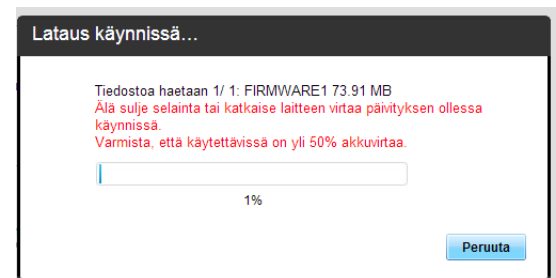 Lataus käynnissä...
Tiedostoa haetaan 1/ 1: FIRMWARE1 73.91 MB
Älä sulje selainta tai katkaise laitteen virtaa päivityksen ollessa
käynnissä.
Varmista, että käytettävissä on yli 50% akkuvirtaa.
1%
Peruuta